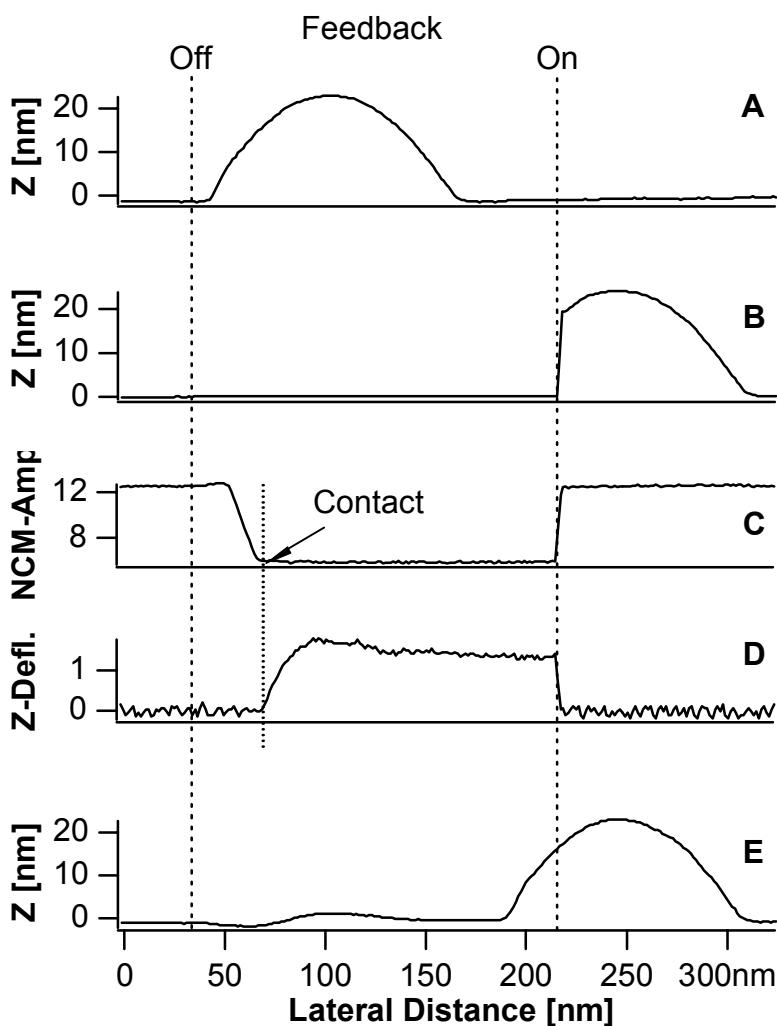 Feedback
Off On
A
Z [nm]
20
10
0
B
Z [nm]
20
10
0
C
NCM-Amp
12
8
Contact
D
Z-Defl.
1
0
E
Z [nm]
20
10
0
0 50 100 150 200 250 300nm
Lateral Distance [nm]